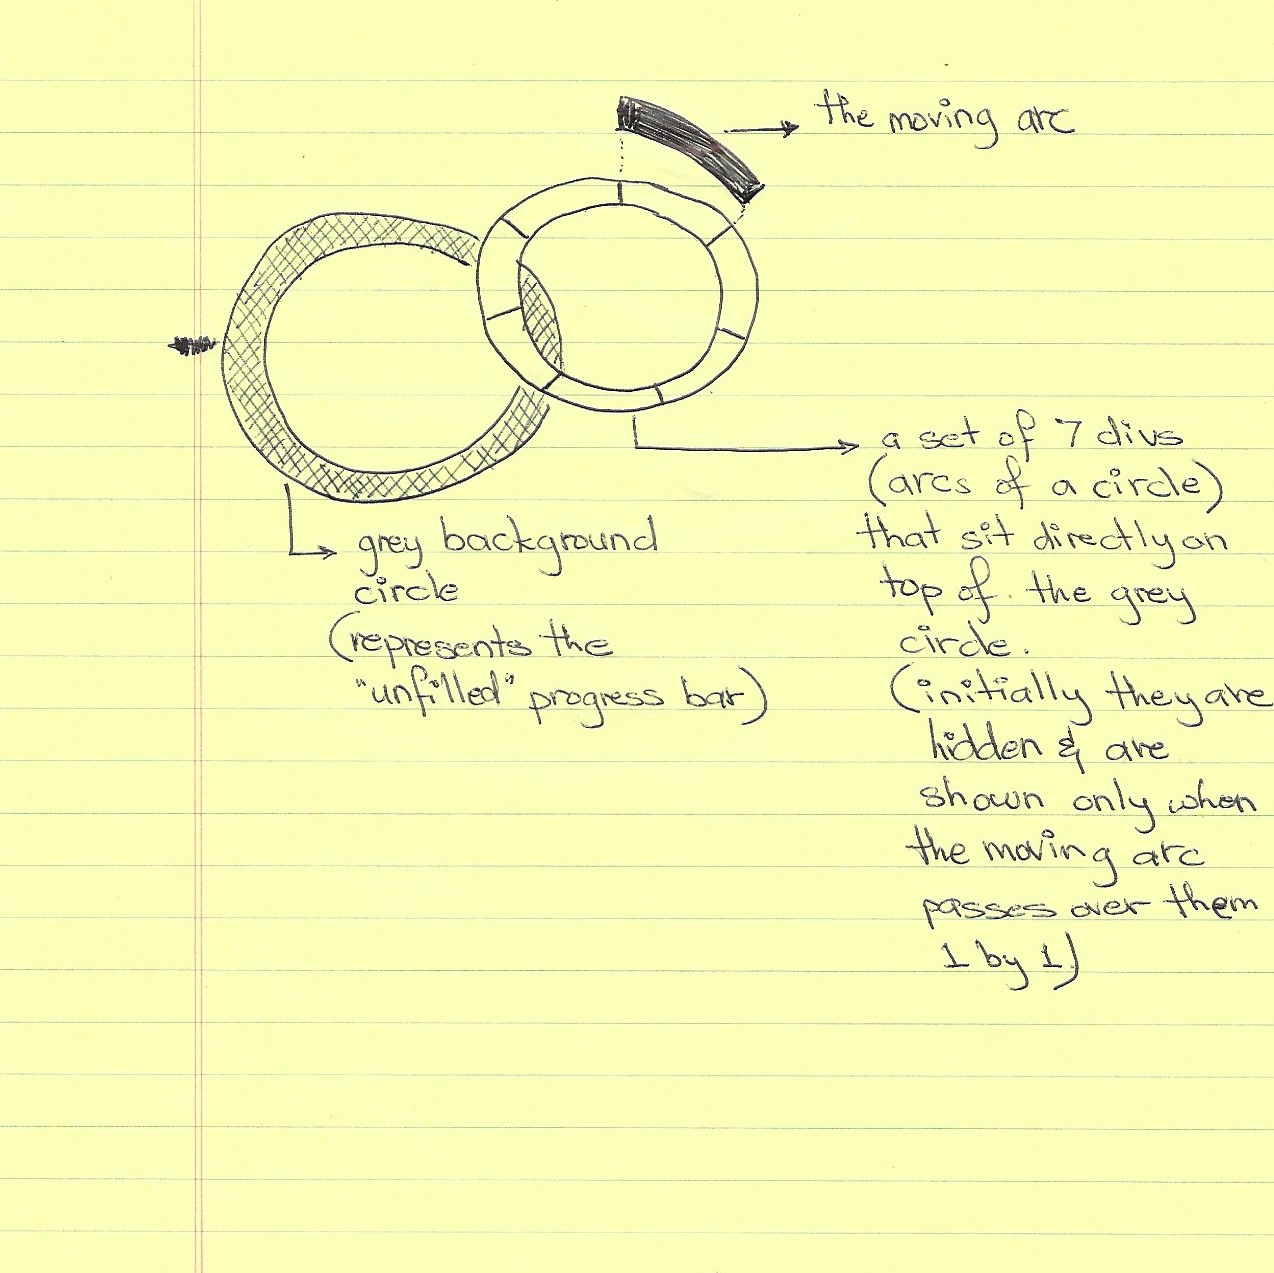 the moving arc
a set of 7 divs
(arcs of a circle)
that sit directly on
top of. the grey
circle.
(initially they are
hidden & are
shown only when
the moving arc
passes over them
1 by 1)
grey background
circle
(represents the
"unfilled" progress bar)